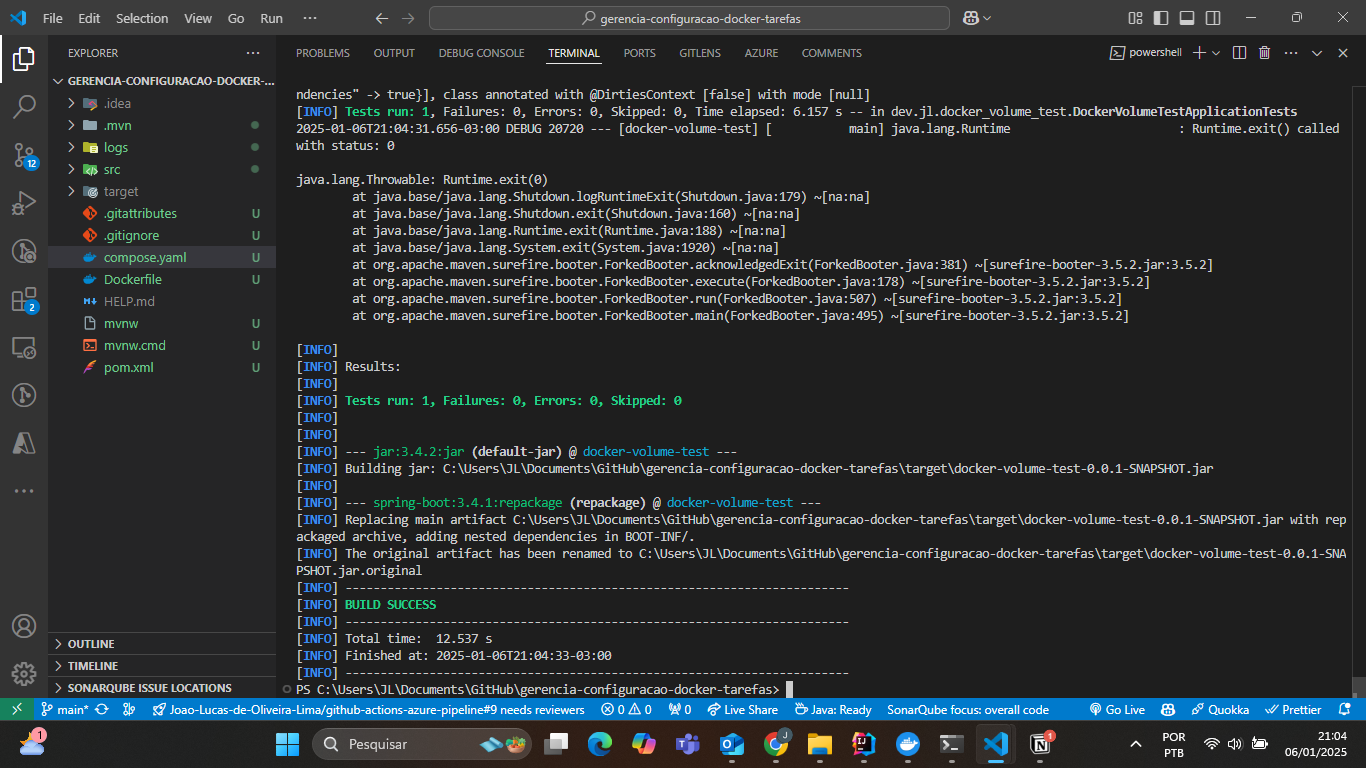 File Edit Selection View Go Run ···
gerencia-configuracao-docker-tarefas
EXPLORER
PROBLEMS OUTPUT DEBUG CONSOLE TERMINAL PORTS GITLENS AZURE COMMENTS
powershell
GERENCIA-CONFIGURACAO-DOCKER-...
.idea
.mvn
logs
src
target
.gitattributes U
.gitignore U
compose.yaml U
Dockerfile U
HELP.md
mvnw U
mvnw.cmd U
pom.xml U
12
2
OUTLINE
TIMELINE
SONARQUBE ISSUE LOCATIONS
ndencies" -> true}], class annotated with @DirtiesContext [false] with mode [null]
[INFO] Tests run: 1, Failures: 0, Errors: 0, Skipped: 0, Time elapsed: 6.157 s -- in dev.jl.docker_volume_test.DockerVolumeTestApplicationTests
2025-01-06T21:04:31.656-03:00 DEBUG 20720 --- [docker-volume-test] [           main] java.lang.Runtime                        : Runtime.exit() called
with status: 0
java.lang.Throwable: Runtime.exit(0)
at java.base/java.lang.Shutdown.logRuntimeExit(Shutdown.java:179) ~[na:na]
at java.base/java.lang.Shutdown.exit(Shutdown.java:160) ~[na:na]
at java.base/java.lang.Runtime.exit(Runtime.java:188) ~[na:na]
at java.base/java.lang.System.exit(System.java:1920) ~[na:na]
at org.apache.maven.surefire.booter.ForkedBooter.acknowledgedExit(ForkedBooter.java:381) ~[surefire-booter-3.5.2.jar:3.5.2]
at org.apache.maven.surefire.booter.ForkedBooter.execute(ForkedBooter.java:178) ~[surefire-booter-3.5.2.jar:3.5.2]
at org.apache.maven.surefire.booter.ForkedBooter.run(ForkedBooter.java:507) ~[surefire-booter-3.5.2.jar:3.5.2]
at org.apache.maven.surefire.booter.ForkedBooter.main(ForkedBooter.java:495) ~[surefire-booter-3.5.2.jar:3.5.2]
[INFO]
[INFO] Results:
[INFO]
[INFO] Tests run: 1, Failures: 0, Errors: 0, Skipped: 0
[INFO]
[INFO]
[INFO] --- jar:3.4.2:jar (default-jar) @ docker-volume-test ---
[INFO] Building jar: C:\Users\JL\Documents\GitHub\gerencia-configuracao-docker-tarefas\target\docker-volume-test-0.0.1-SNAPSHOT.jar
[INFO]
[INFO] --- spring-boot:3.4.1:repackage (repackage) @ docker-volume-test ---
[INFO] Replacing main artifact C:\Users\JL\Documents\GitHub\gerencia-configuracao-docker-tarefas\target\docker-volume-test-0.0.1-SNAPSHOT.jar with rep
ackaged archive, adding nested dependencies in BOOT-INF/.
[INFO] The original artifact has been renamed to C:\Users\JL\Documents\GitHub\gerencia-configuracao-docker-tarefas\target\docker-volume-test-0.0.1-SNA
PSHOT.jar.original
[INFO] ------------------------------------------------------------------------
[INFO] BUILD SUCCESS
[INFO] ------------------------------------------------------------------------
[INFO] Total time:  12.537 s
[INFO] Finished at: 2025-01-06T21:04:33-03:00
[INFO] ------------------------------------------------------------------------
PS C:\Users\JL\Documents\GitHub\gerencia-configuracao-docker-tarefas>
main* Joao-Lucas-de-Oliveira-Lima/github-actions-azure-pipeline#9 needs reviewers 0 0 0 Live Share Java: Ready SonarQube focus: overall code Go Live Quokka Prettier
1
Pesquisar
J
1
POR
PTB
21:04
06/01/2025